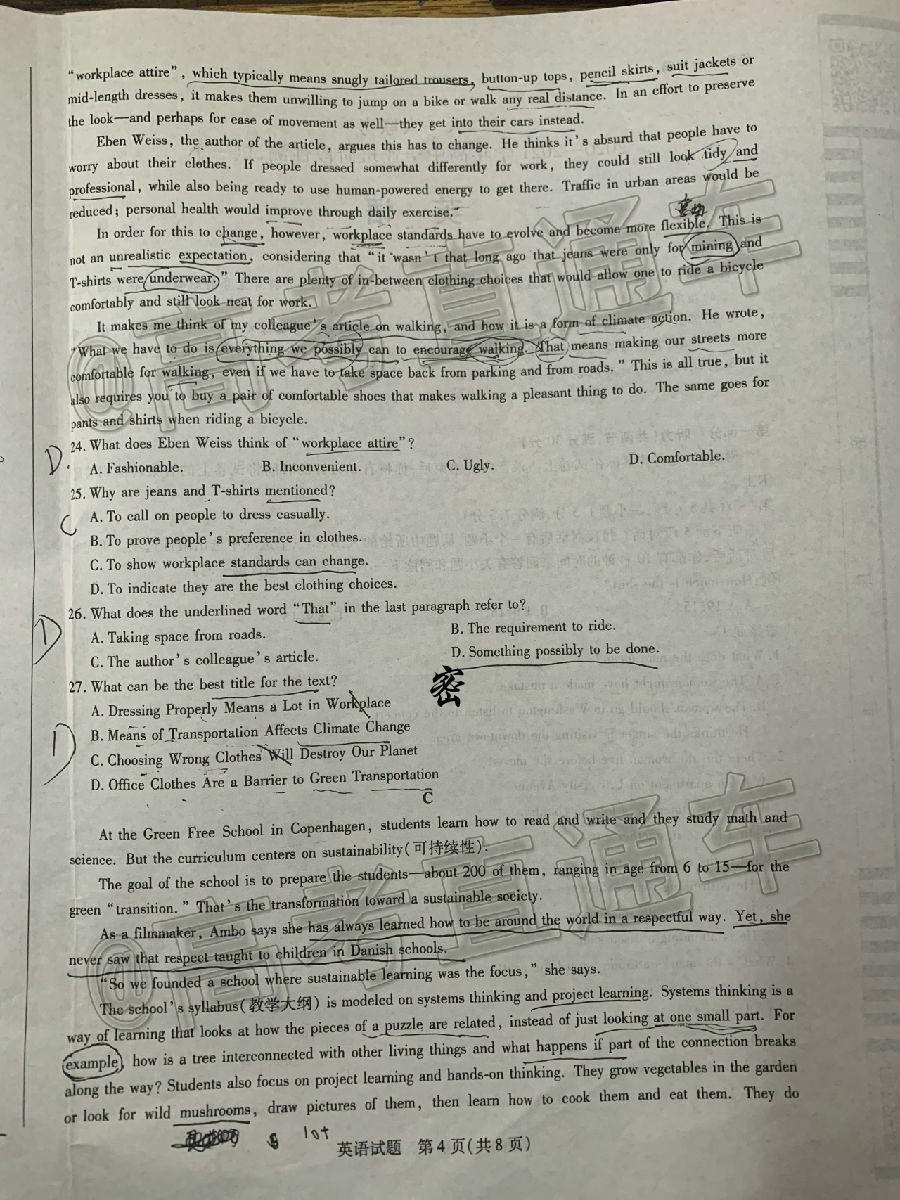 "workplace attire", which typically means snugly tailored trousers, button-up tops, pencil skirts, suit jackets or
mid-length dresses, it makes them unwilling to jump on a bike or walk any real distance. In an effort to preserve
the look—and perhaps for ease of movement as well—they get into their cars instead.
Eben Weiss, the author of the article, argues this has to change. He thinks it's absurd that people have to
worry about their clothes. If people dressed somewhat differently for work, they could still look tidy and
professional, while also being ready to use human-powered energy to get there. Traffic in urban areas would be
reduced; personal health would improve through daily exercise."
In order for this to change, however, workplace standards have to evolve and become more flexible. This is
not an unrealistic expectation, considering that "it wasn't that long ago that jeans were only for mining and
T-shirts were underwear." There are plenty of in-between clothing choices that would allow one to ride a bicycle
comfortably and still look neat for work.
It makes me think of my colleague's article on walking, and how it is a form of climate action. He wrote,
"What we have to do is everything we possibly can to encourage walking. That means making our streets more
comfortable for walking, even if we have to take space back from parking and from roads." This is all true, but it
also requires you to buy a pair of comfortable shoes that makes walking a pleasant thing to do. The same goes for
pants and shirts when riding a bicycle.
D. 24. What does Eben Weiss think of "workplace attire"?
A. Fashionable. B. Inconvenient. C. Ugly. D. Comfortable.
25. Why are jeans and T-shirts mentioned?
C A. To call on people to dress casually.
B. To prove people's preference in clothes.
C. To show workplace standards can change.
D. To indicate they are the best clothing choices.
26. What does the underlined word "That" in the last paragraph refer to?
D A. Taking space from roads. B. The requirement to ride.
C. The author's colleague's article. D. Something possibly to be done.
27. What can be the best title for the text?
密
A. Dressing Properly Means a Lot in Workplace
D B. Means of Transportation Affects Climate Change
C. Choosing Wrong Clothes Will Destroy Our Planet
D. Office Clothes Are a Barrier to Green Transportation
C
At the Green Free School in Copenhagen, students learn how to read and write and they study math and
science. But the curriculum centers on sustainability(可持续性).
The goal of the school is to prepare the students—about 200 of them, ranging in age from 6 to 15—for the
green "transition." That's the transformation toward a sustainable society.
As a filmmaker, Ambo says she has always learned how to be around the world in a respectful way. Yet, she
never saw that respect taught to children in Danish schools.
"So we founded a school where sustainable learning was the focus," she says.
The school's syllabus(教学大纲) is modeled on systems thinking and project learning. Systems thinking is a
way of learning that looks at how the pieces of a puzzle are related, instead of just looking at one small part. For
example, how is a tree interconnected with other living things and what happens if part of the connection breaks
along the way? Students also focus on project learning and hands-on thinking. They grow vegetables in the garden
or look for wild mushrooms, draw pictures of them, then learn how to cook them and eat them. They do
lot
英语试题 第4页(共8页)
@高考直通车
@高考直通车